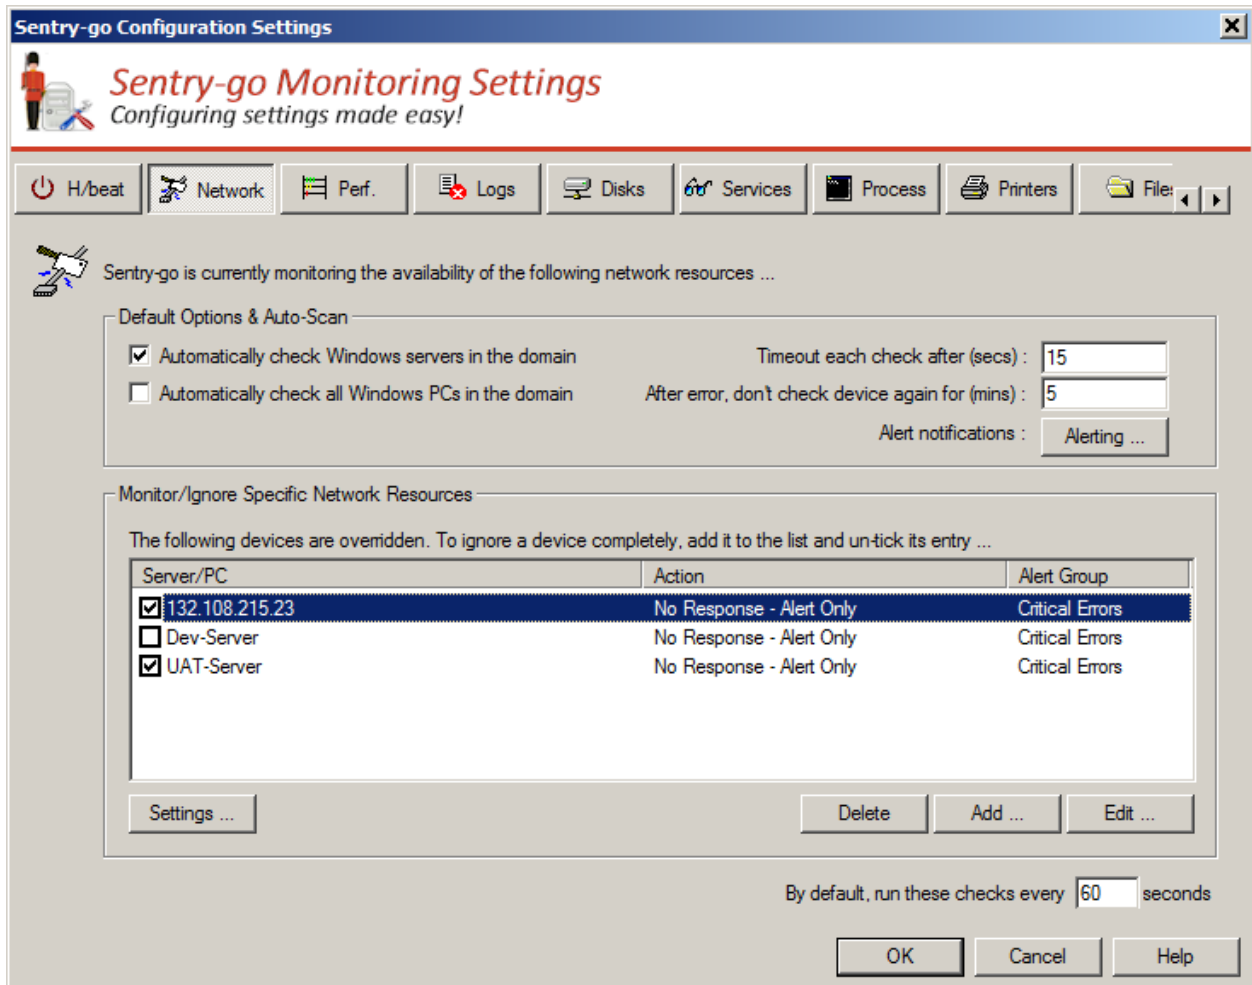 Sentry-go Configuration Settings
Sentry-go Monitoring Settings
Configuring settings made easy!
H/beat Network Perf. Logs Disks Services Process Printers File
Sentry-go is currently monitoring the availability of the following network resources ...
Default Options & Auto-Scan
Automatically check Windows servers in the domain Timeout each check after (secs) : 15
Automatically check all Windows PCs in the domain After error, don't check device again for (mins) : 5
Alert notifications : Alerting ...
Monitor/Ignore Specific Network Resources
The following devices are overridden. To ignore a device completely, add it to the list and un-tick its entry ...
Server/PC Action Alert Group
132.108.215.23 No Response - Alert Only Critical Errors
Dev-Server No Response - Alert Only Critical Errors
UAT-Server No Response - Alert Only Critical Errors
Settings ... Delete Add ... Edit ...
By default, run these checks every 60 seconds
OK Cancel Help